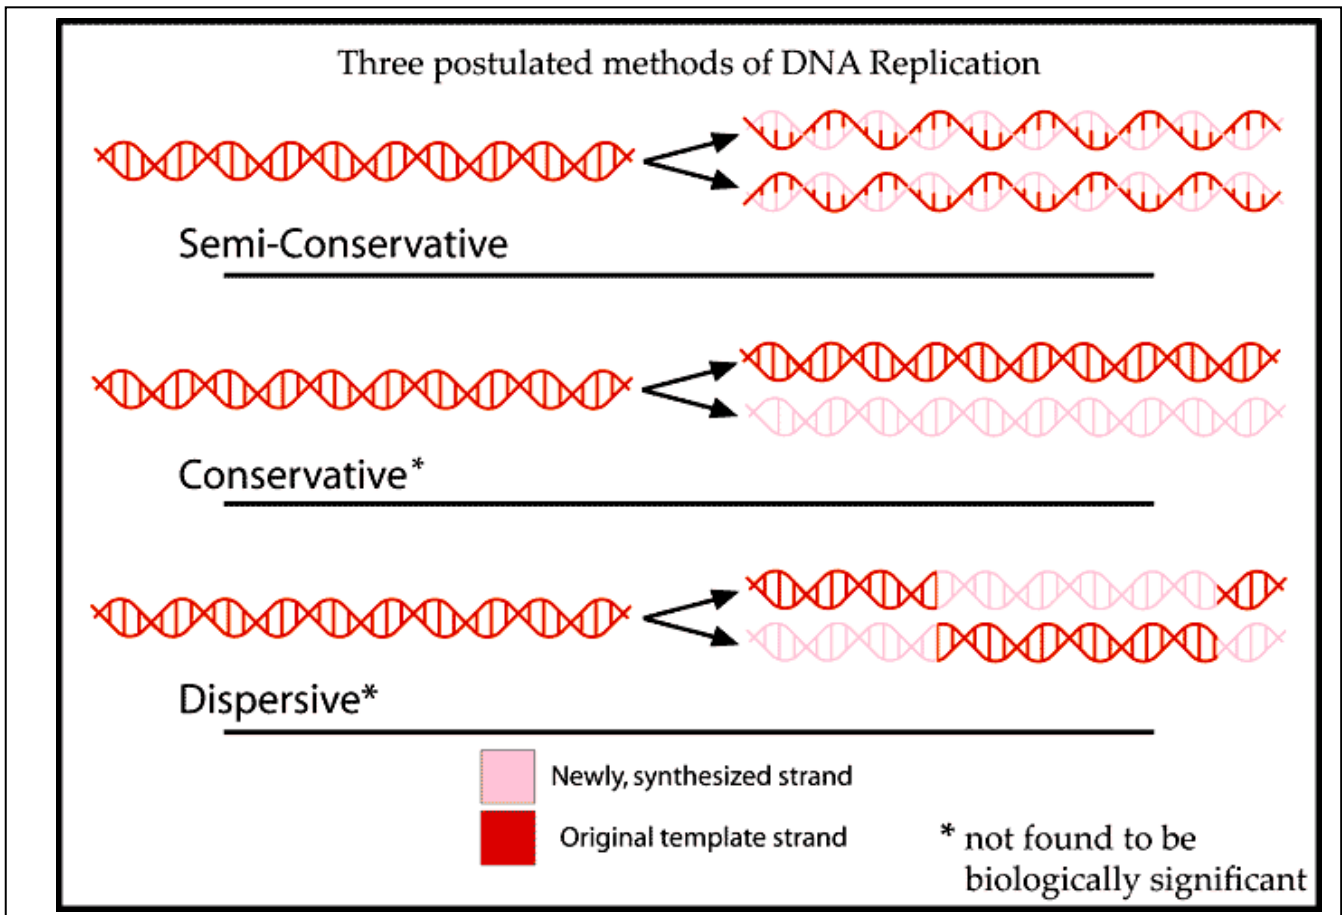 Three postulated methods of DNA Replication
Semi-Conservative
Conservative*
Dispersive*
Newly, synthesized strand
Original template strand
* not found to be
biologically significant